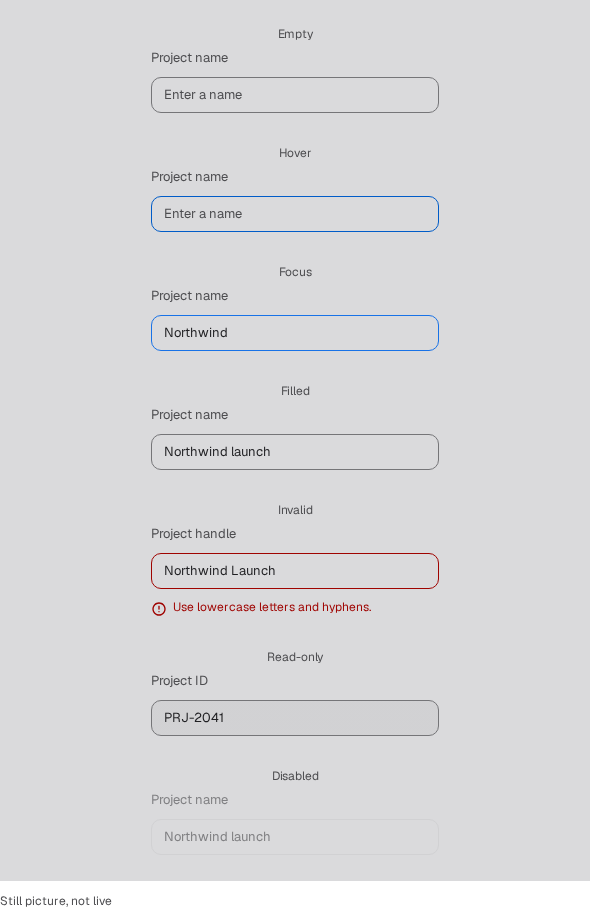 Empty
Project name
Enter a name
Hover
Project name
Enter a name
Focus
Project name
Northwind
Filled
Project name
Northwind launch
Invalid
Project handle
Northwind Launch
Use lowercase letters and hyphens.
Read-only
Project ID
PRJ-2041
Disabled
Project name
Northwind launch
Still picture, not live